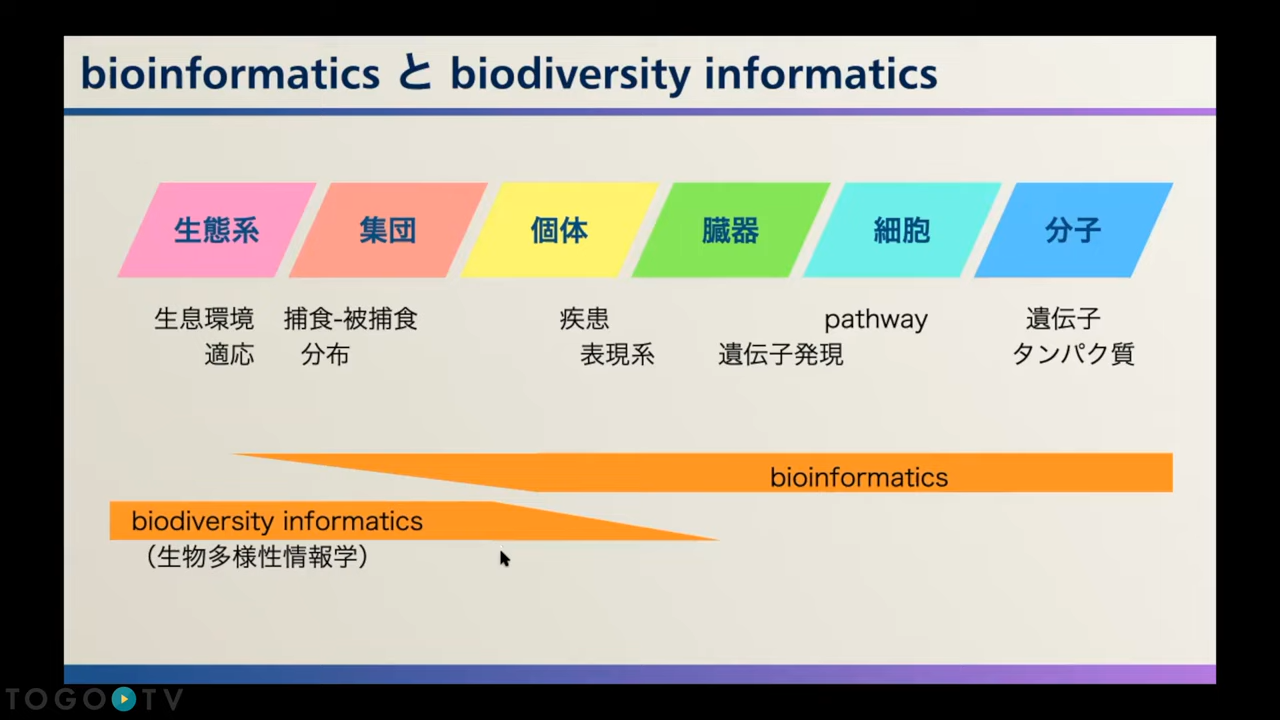 bioinformatics と biodiversity informatics
生態系 集団 個体 臓器 細胞 分子
生息環境 捕食-被捕食 疾患 pathway 遺伝子
適応 分布 表現系 遺伝子発現 タンパク質
bioinformatics
biodiversity informatics
（生物多様性情報学）
TOGO TV